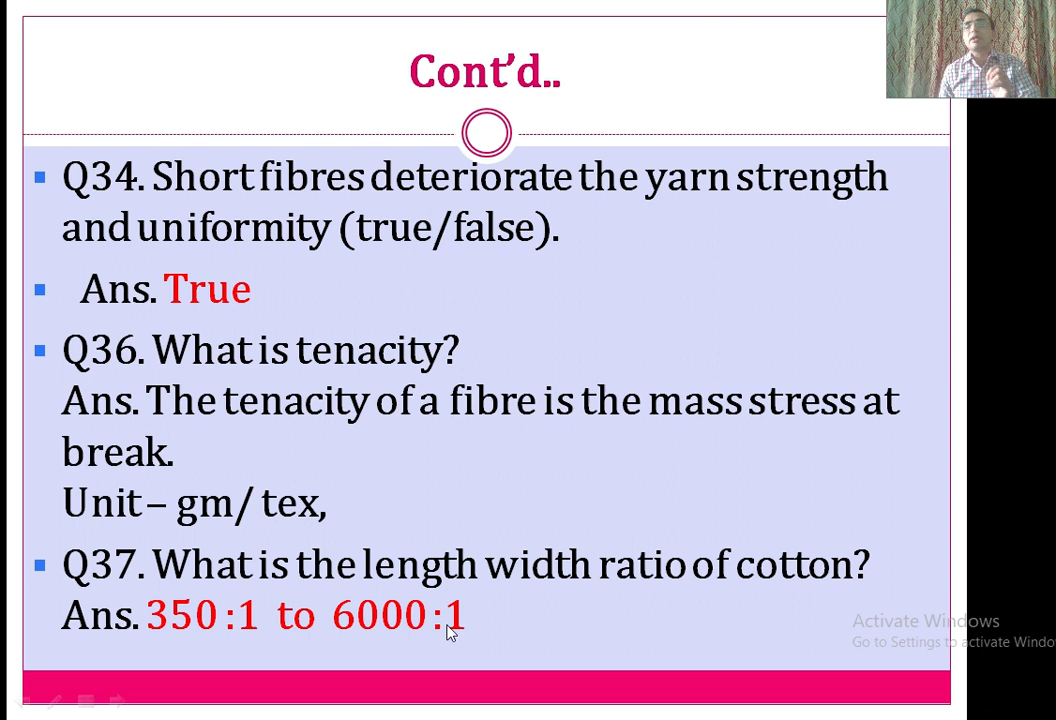 Cont’d..
Q34. Short fibres deteriorate the yarn strength
and uniformity (true/false).
Ans. True
Q36. What is tenacity?
Ans. The tenacity of a fibre is the mass stress at
break.
Unit – gm/ tex,
Q37. What is the length width ratio of cotton?
Ans. 350 :1 to 6000 :1
Activate Windows
Go to Settings to activate Windo